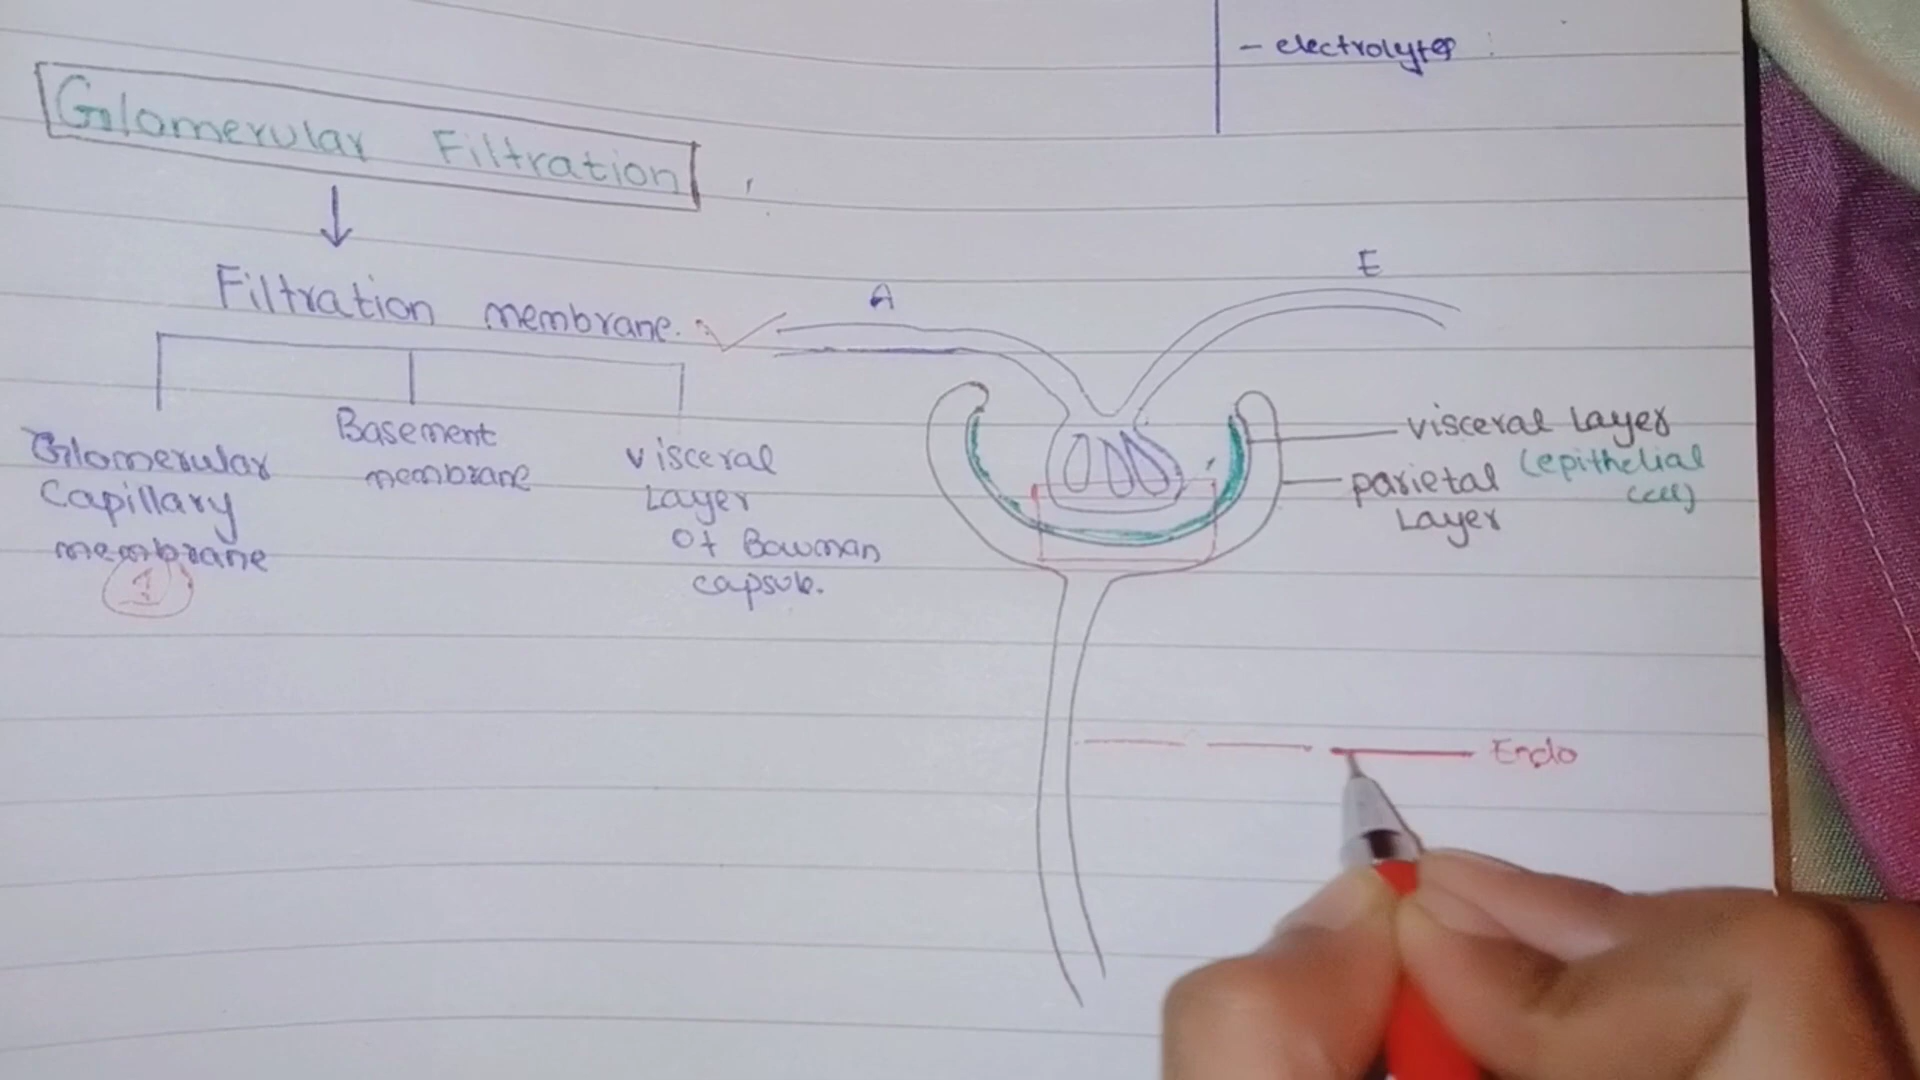 - electrolytes
Glomerular Filtration
Filtration membrane.
A
E
Glomerular
Capillary
membrane
1
Basement
membrane
visceral
Layer
Of Bowman
capsule.
visceral Layer
(epithelial
cell)
parietal
Layer
Endo